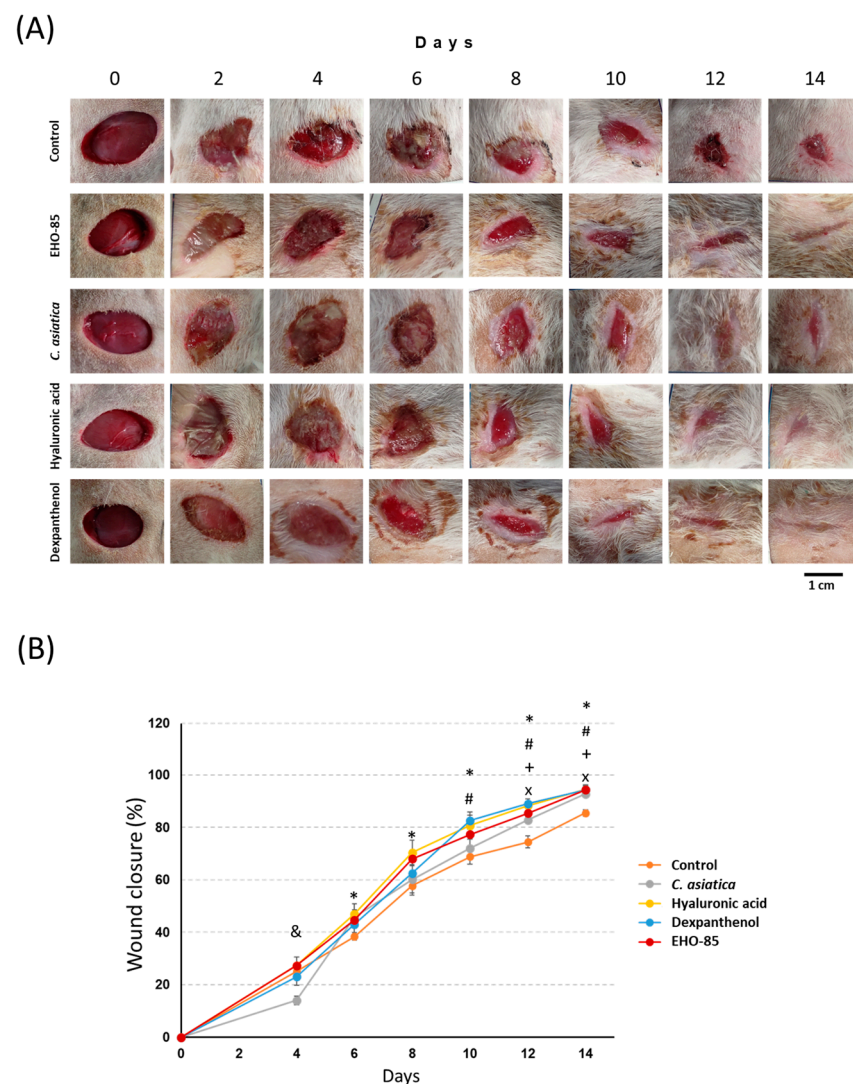 (A)
Days
0 2 4 6 8 10 12 14
Control
EHO-85
C. asiatica
Hyaluronic acid
Dexpanthenol
1 cm
(B)
Wound closure (%)
120
100
80
60
40
20
0
&
*
*
*
#
*
#
+
x
*
#
+
x
0 2 4 6 8 10 12 14
Days
Control
C. asiatica
Hyaluronic acid
Dexpanthenol
EHO-85